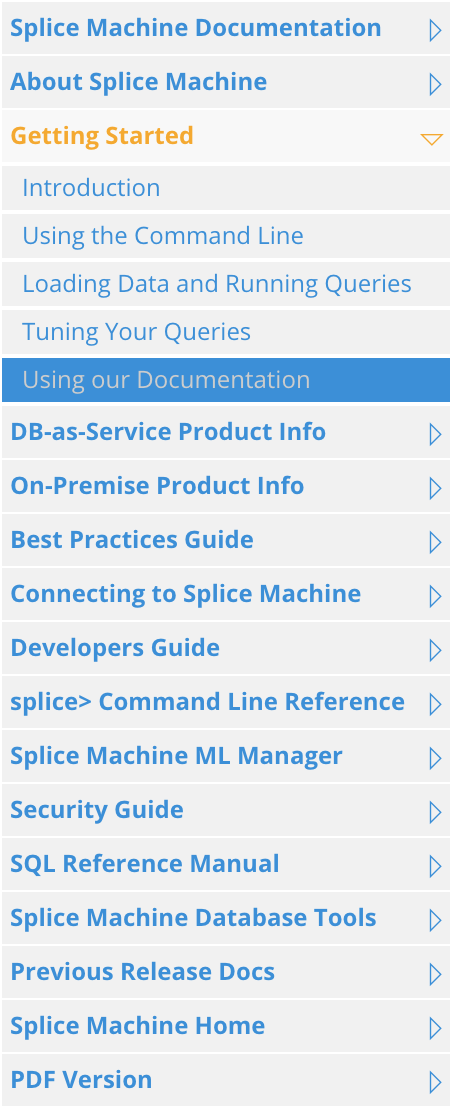 Splice Machine Documentation
About Splice Machine
Getting Started
Introduction
Using the Command Line
Loading Data and Running Queries
Tuning Your Queries
Using our Documentation
DB-as-Service Product Info
On-Premise Product Info
Best Practices Guide
Connecting to Splice Machine
Developers Guide
splice> Command Line Reference
Splice Machine ML Manager
Security Guide
SQL Reference Manual
Splice Machine Database Tools
Previous Release Docs
Splice Machine Home
PDF Version